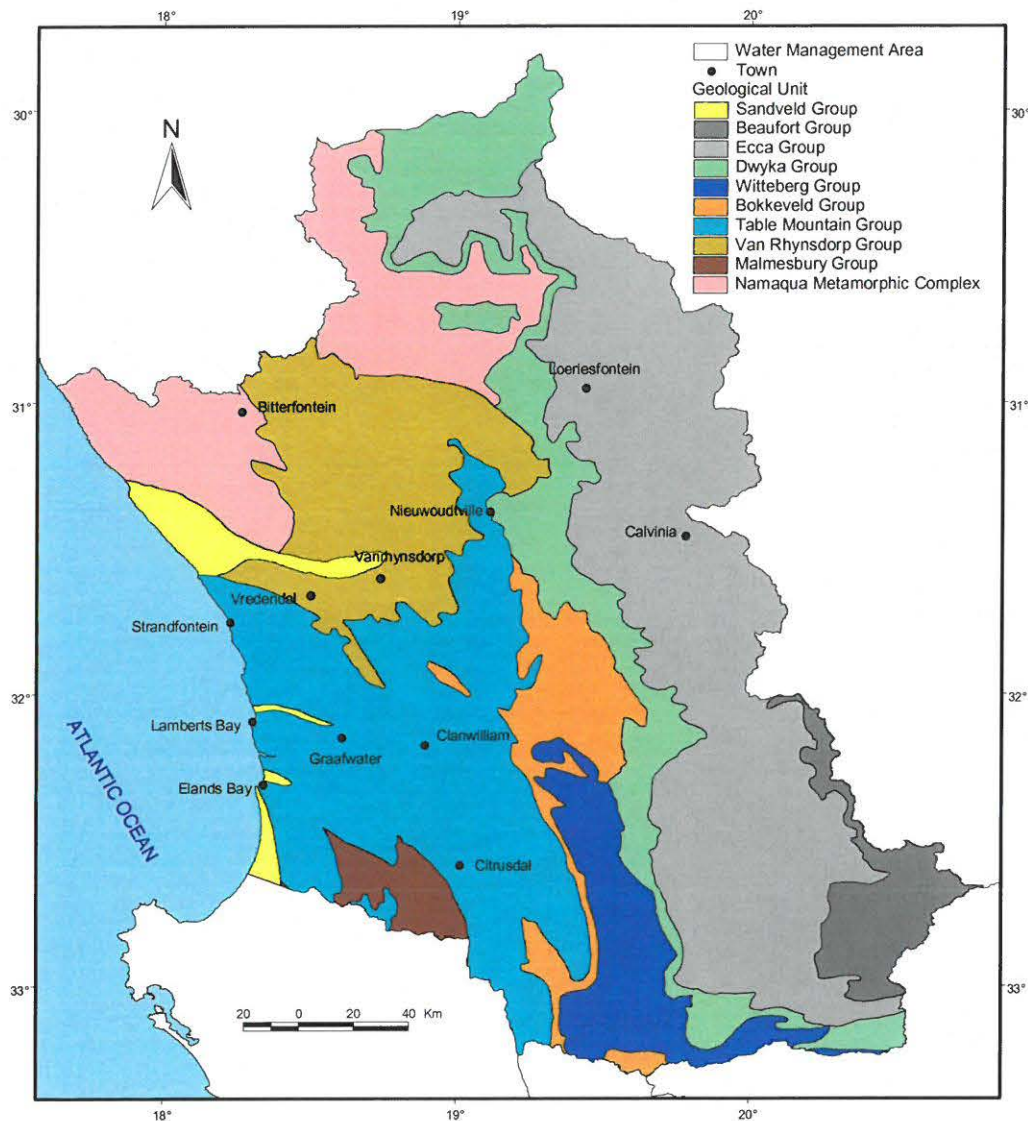 18°
19°
20°
Water Management Area
Town
Geological Unit
Sandveld Group
Beaufort Group
Ecca Group
Dwyka Group
Witteberg Group
Bokkeveld Group
Table Mountain Group
Van Rhynsdorp Group
Malmesbury Group
Namaqua Metamorphic Complex
30°
30°
N
Loeriesfontein
31°
31°
Bitterfontein
Nieuwoudtville
Calvinia
Vanrhynsdorp
Vredendal
Strandfontein
32°
32°
Lamberts Bay
Graafwater
Clanwilliam
Elands Bay
ATLANTIC OCEAN
Citrusdal
33°
33°
20 0 20 40 Km
18°
19°
20°